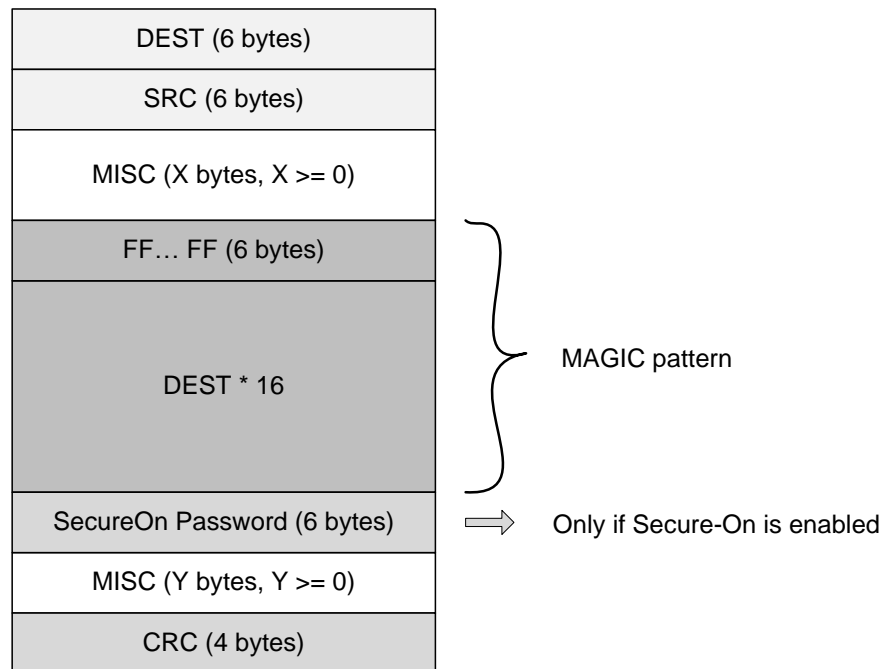 DEST (6 bytes)
SRC (6 bytes)
MISC (X bytes, X >= 0)
FF… FF (6 bytes)
DEST * 16
MAGIC pattern
SecureOn Password (6 bytes)
Only if Secure-On is enabled
MISC (Y bytes, Y >= 0)
CRC (4 bytes)